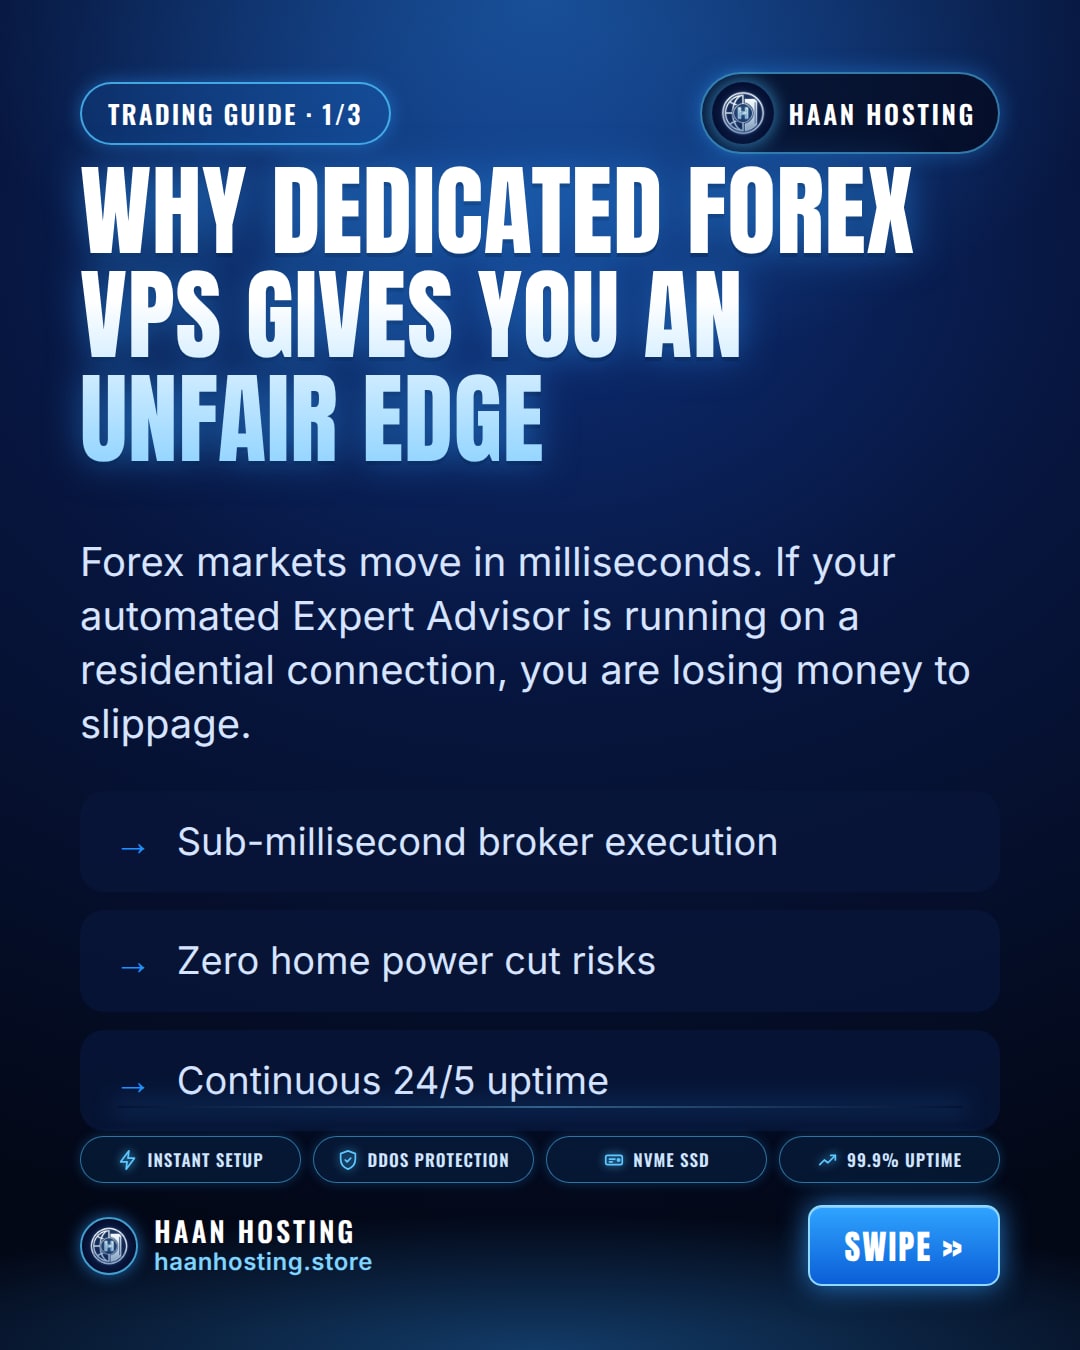 TRADING GUIDE · 1/3
HAAN HOSTING
WHY DEDICATED FOREX
VPS GIVES YOU AN
UNFAIR EDGE
Forex markets move in milliseconds. If your
automated Expert Advisor is running on a
residential connection, you are losing money to
slippage.
→ Sub-millisecond broker execution
→ Zero home power cut risks
→ Continuous 24/5 uptime
INSTANT SETUP
DDOS PROTECTION
NVME SSD
99.9% UPTIME
HAAN HOSTING
haanhosting.store
SWIPE »